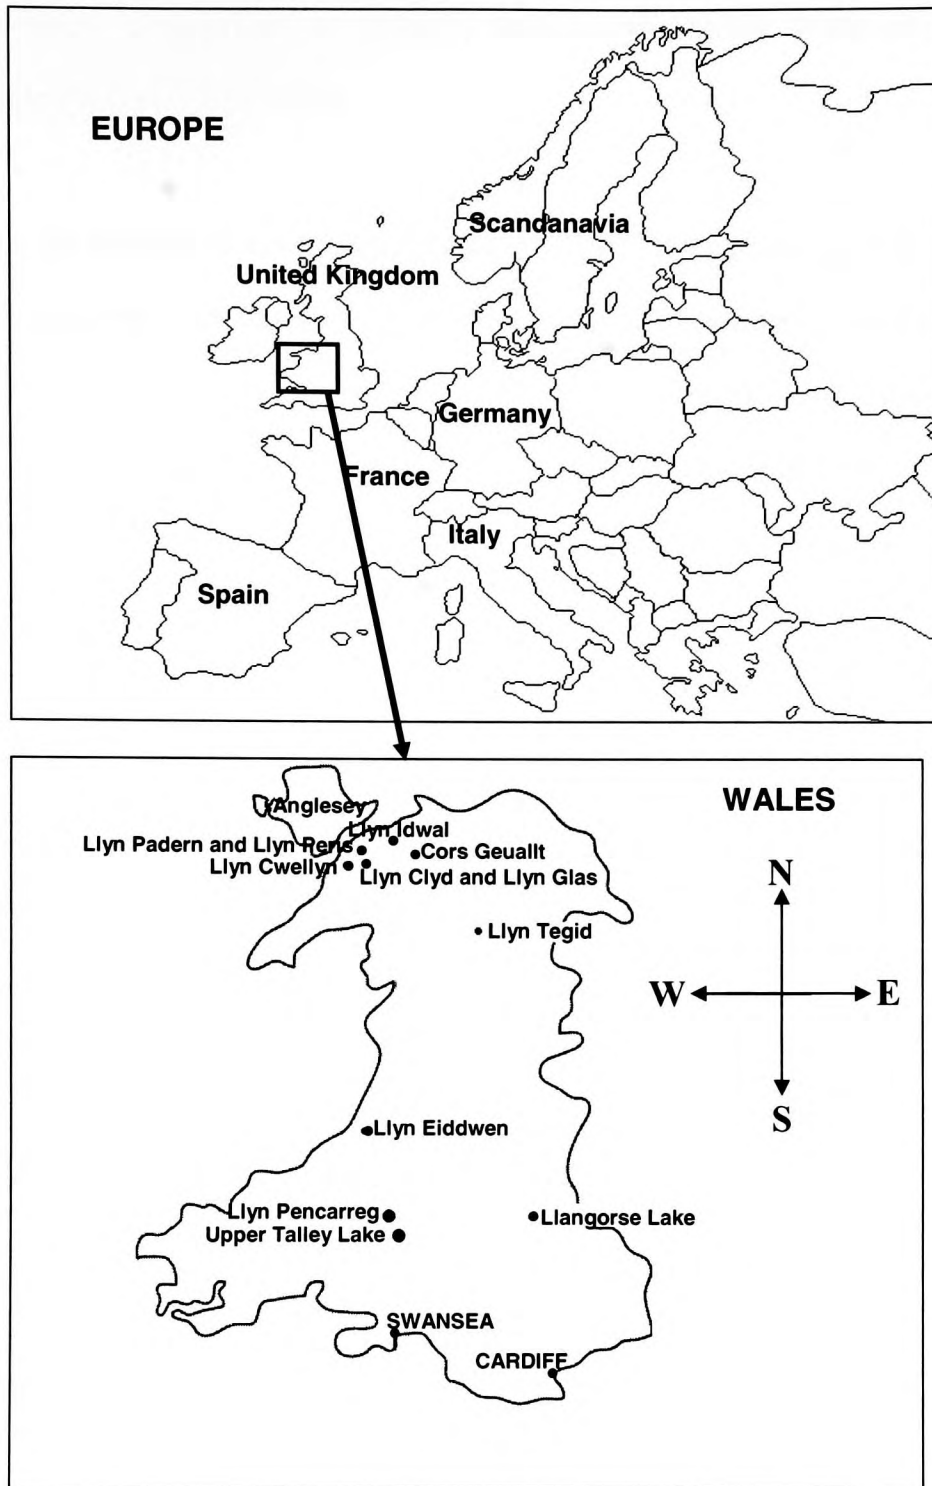 EUROPE
Scandanavia
United Kingdom
Germany
France
Italy
Spain
WALES
Anglesey
Llyn Idwal
Llyn Padern and Llyn Peris
Cors Geuallt
Llyn Cwellyn
Llyn Clyd and Llyn Glas
N
Llyn Tegid
W
E
S
Llyn Eiddwen
Llyn Pencarreg
Llangorse Lake
Upper Talley Lake
SWANSEA
CARDIFF